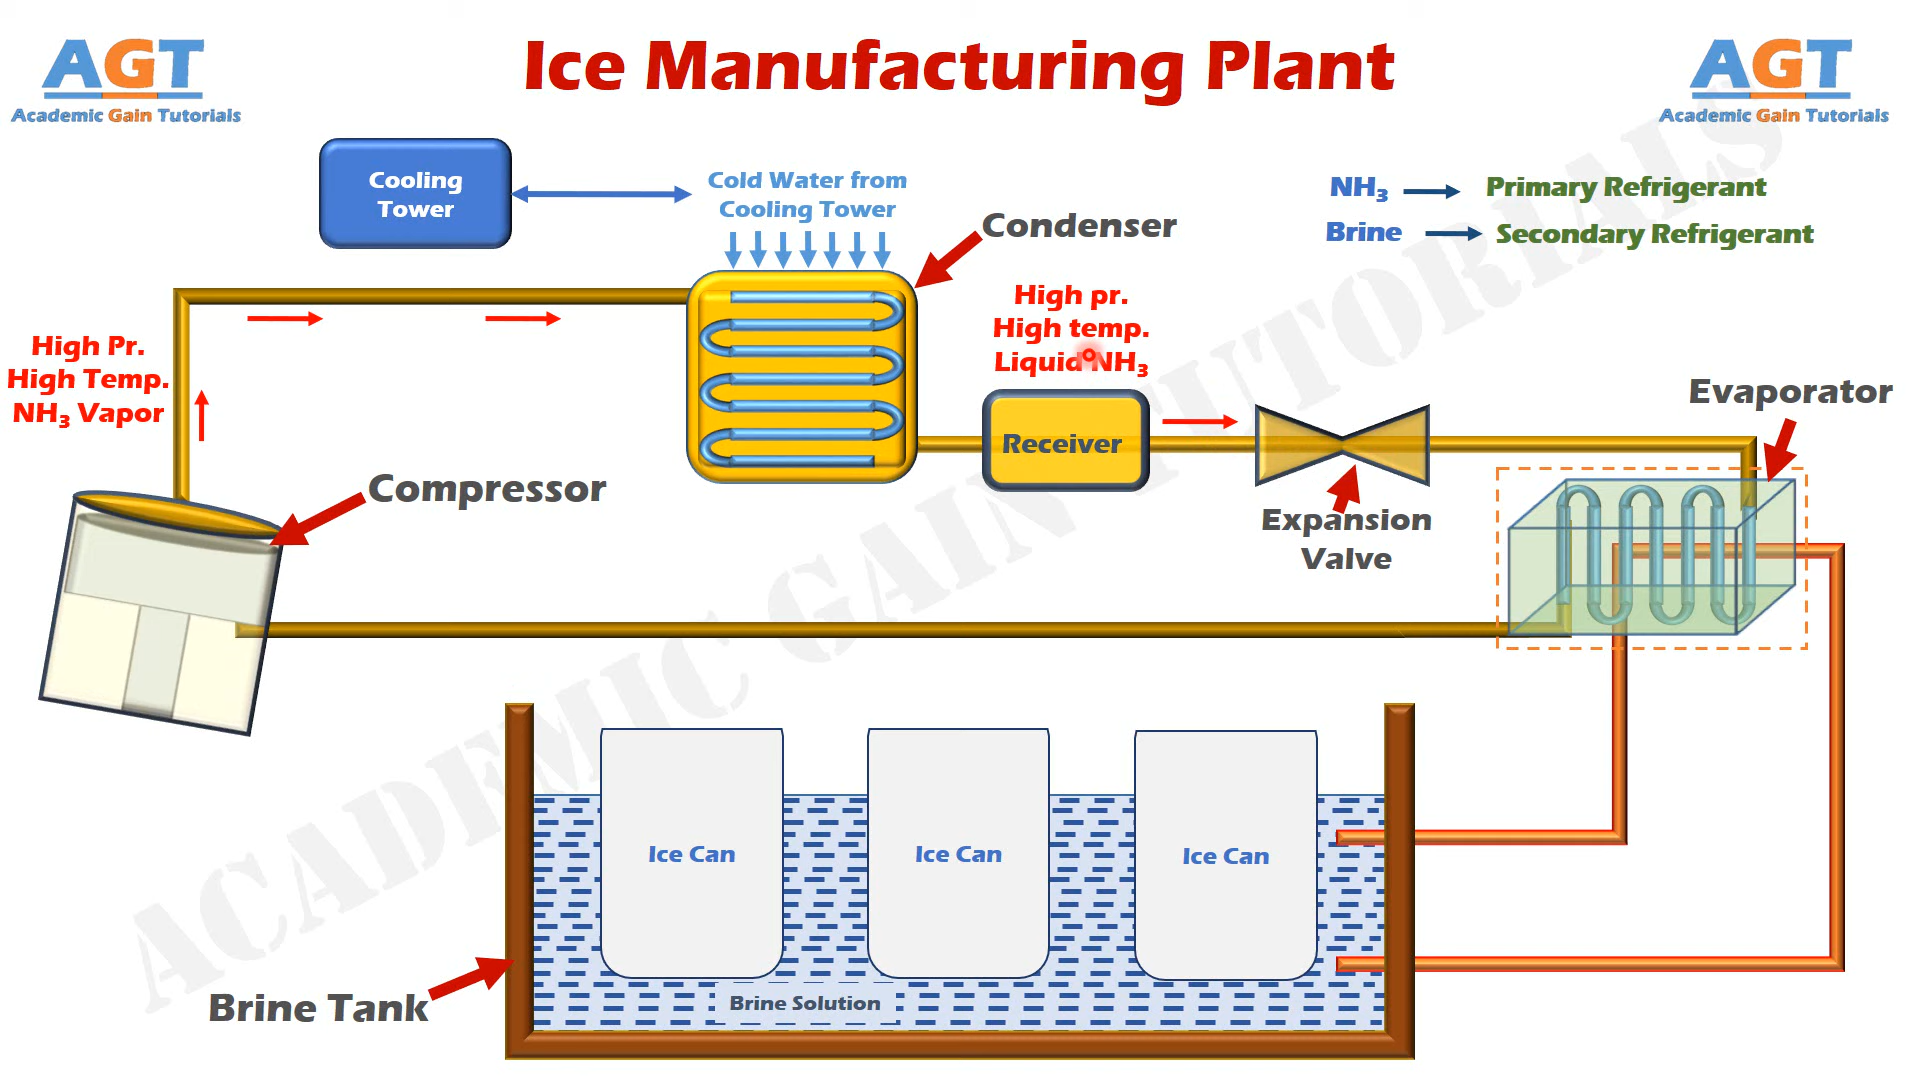 AGT
Academic Gain Tutorials
Ice Manufacturing Plant
AGT
Academic Gain Tutorials
Cooling
Tower
Cold Water from
Cooling Tower
Condenser
NH₃ Primary Refrigerant
Brine Secondary Refrigerant
High Pr.
High Temp.
NH₃ Vapor
High pr.
High temp.
Liquid NH₃
Receiver
Evaporator
Compressor
Expansion
Valve
Ice Can
Ice Can
Ice Can
Brine Tank
Brine Solution
ACADEMIC GAIN TUTORIALS